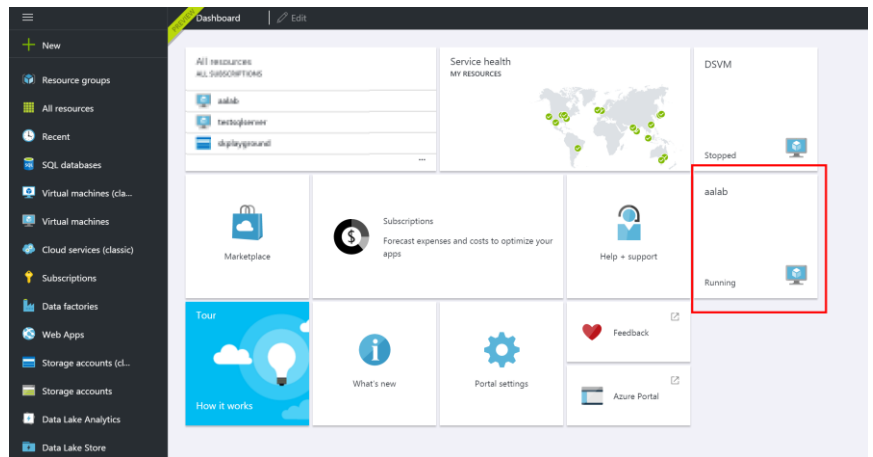 PREVIEW
Dashboard
Edit
New
Resource groups
All resources
Recent
SQL databases
Virtual machines (cla...
Virtual machines
Cloud services (classic)
Subscriptions
Data factories
Web Apps
Storage accounts (cl...
Storage accounts
Data Lake Analytics
Data Lake Store
All resources
ALL SUBSCRIPTIONS
aalab
testsqlserver
skplayground
...
Service health
MY RESOURCES
DSVM
Stopped
Marketplace
Subscriptions
Forecast expenses and costs to optimize your
apps
Help + support
aalab
Running
Tour
How it works
What's new
Portal settings
Feedback
Azure Portal